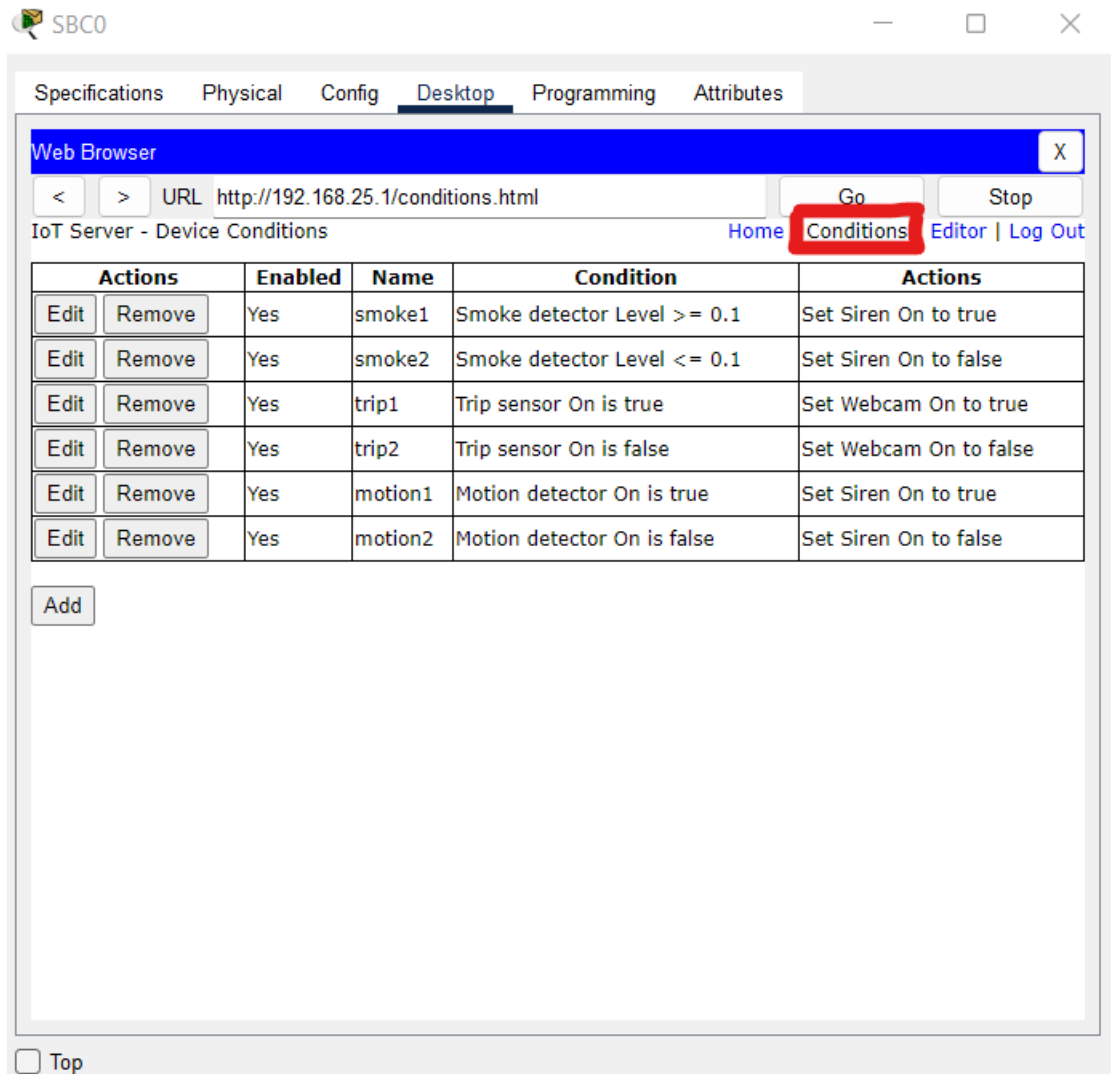 SBC0
Specifications Physical Config Desktop Programming Attributes
Web Browser X
< > URL http://192.168.25.1/conditions.html Go Stop
IoT Server - Device Conditions Home Conditions Editor | Log Out
Actions Enabled Name Condition Actions
Edit Remove Yes smoke1 Smoke detector Level >= 0.1 Set Siren On to true
Edit Remove Yes smoke2 Smoke detector Level <= 0.1 Set Siren On to false
Edit Remove Yes trip1 Trip sensor On is true Set Webcam On to true
Edit Remove Yes trip2 Trip sensor On is false Set Webcam On to false
Edit Remove Yes motion1 Motion detector On is true Set Siren On to true
Edit Remove Yes motion2 Motion detector On is false Set Siren On to false
Add
Top